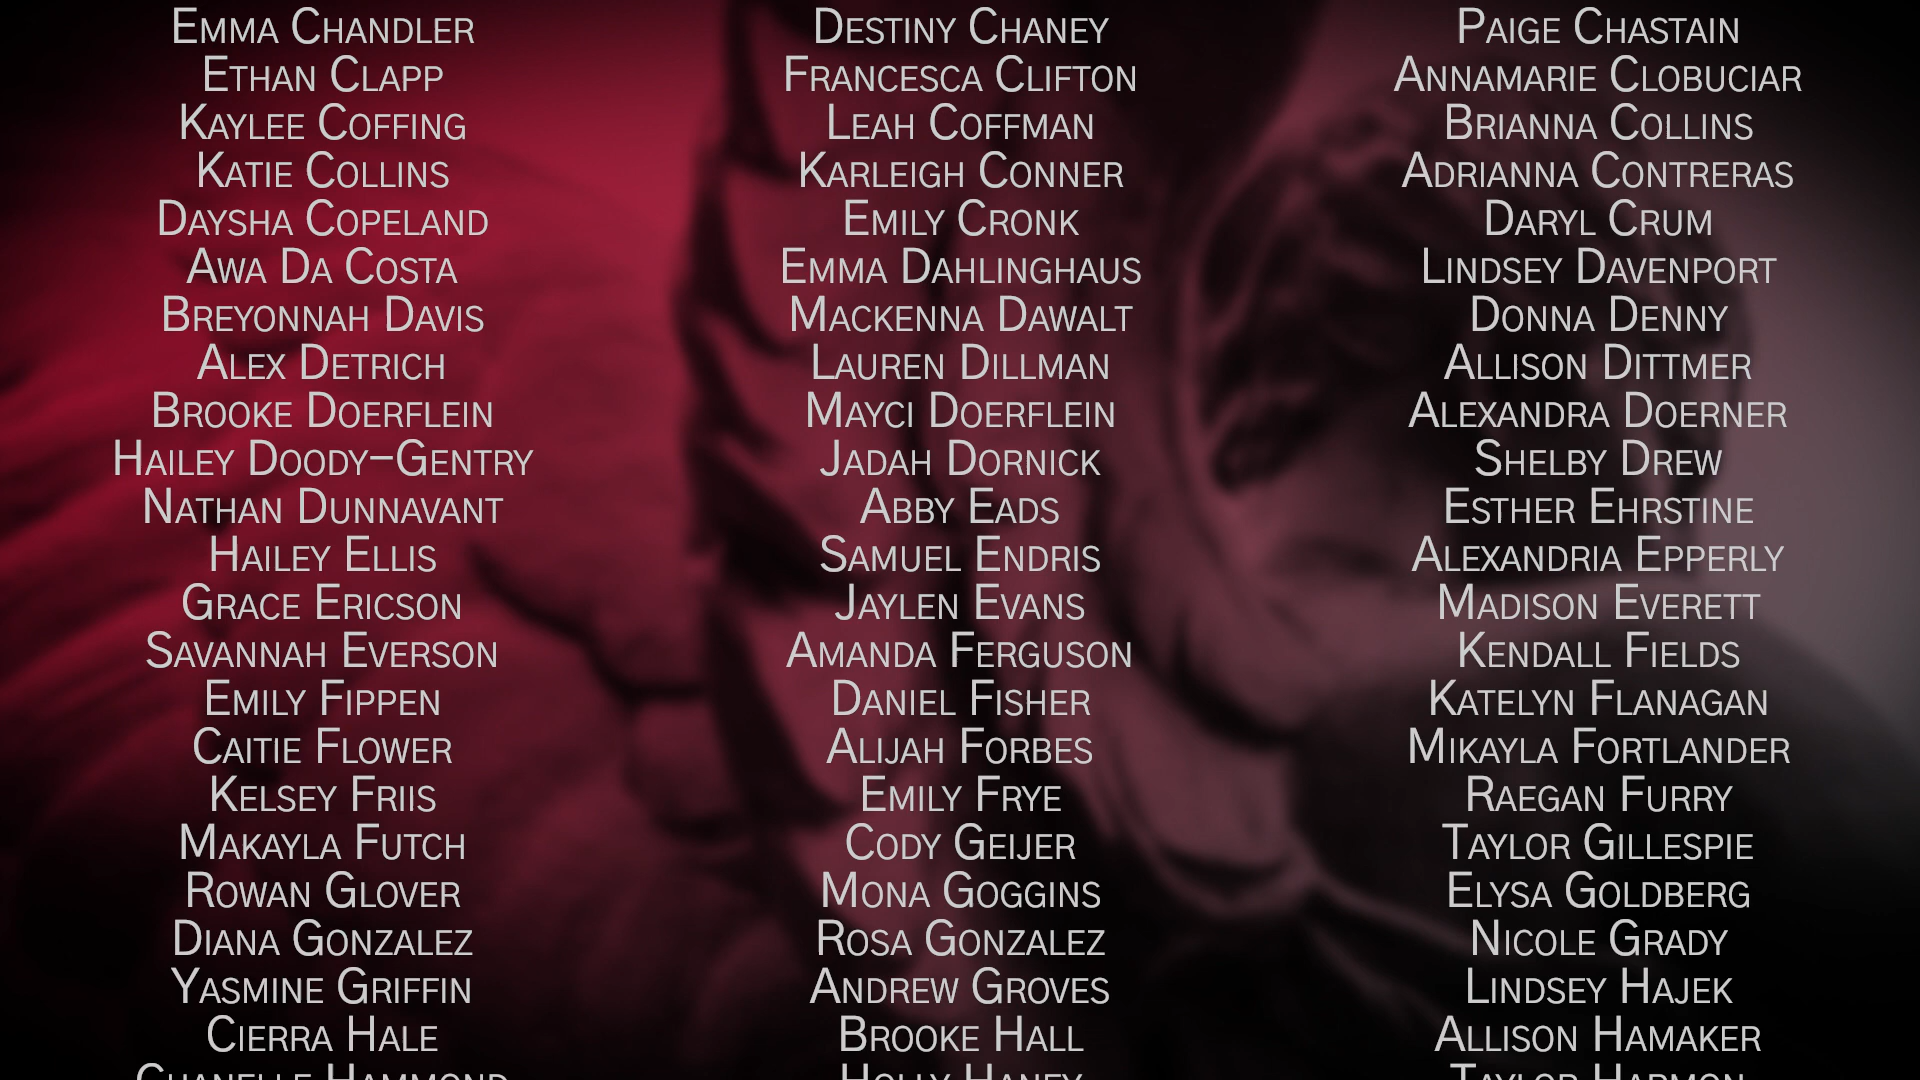 Emma Chandler Destiny Chaney Paige Chastain
Ethan Clapp Francesca Clifton Annamarie Clobuciar
Kaylee Coffing Leah Coffman Brianna Collins
Katie Collins Karleigh Conner Adrianna Contreras
Daysha Copeland Emily Cronk Daryl Crum
Awa Da Costa Emma Dahlinghaus Lindsey Davenport
Breyonnah Davis Mackenna Dawalt Donna Denny
Alex Detrich Lauren Dillman Allison Dittmer
Brooke Doerflein Mayci Doerflein Alexandra Doerner
Hailey Doody-Gentry Jadah Dornick Shelby Drew
Nathan Dunnavant Abby Eads Esther Ehrstine
Hailey Ellis Samuel Endris Alexandria Epperly
Grace Ericson Jaylen Evans Madison Everett
Savannah Everson Amanda Ferguson Kendall Fields
Emily Fippen Daniel Fisher Katelyn Flanagan
Caitie Flower Alijah Forbes Mikayla Fortlander
Kelsey Friis Emily Frye Raegan Furry
Makayla Futch Cody Geijer Taylor Gillespie
Rowan Glover Mona Goggins Elysa Goldberg
Diana Gonzalez Rosa Gonzalez Nicole Grady
Yasmine Griffin Andrew Groves Lindsey Hajek
Cierra Hale Brooke Hall Allison Hamaker
Chanelle Hammond Holly Haney Taylor Harmon